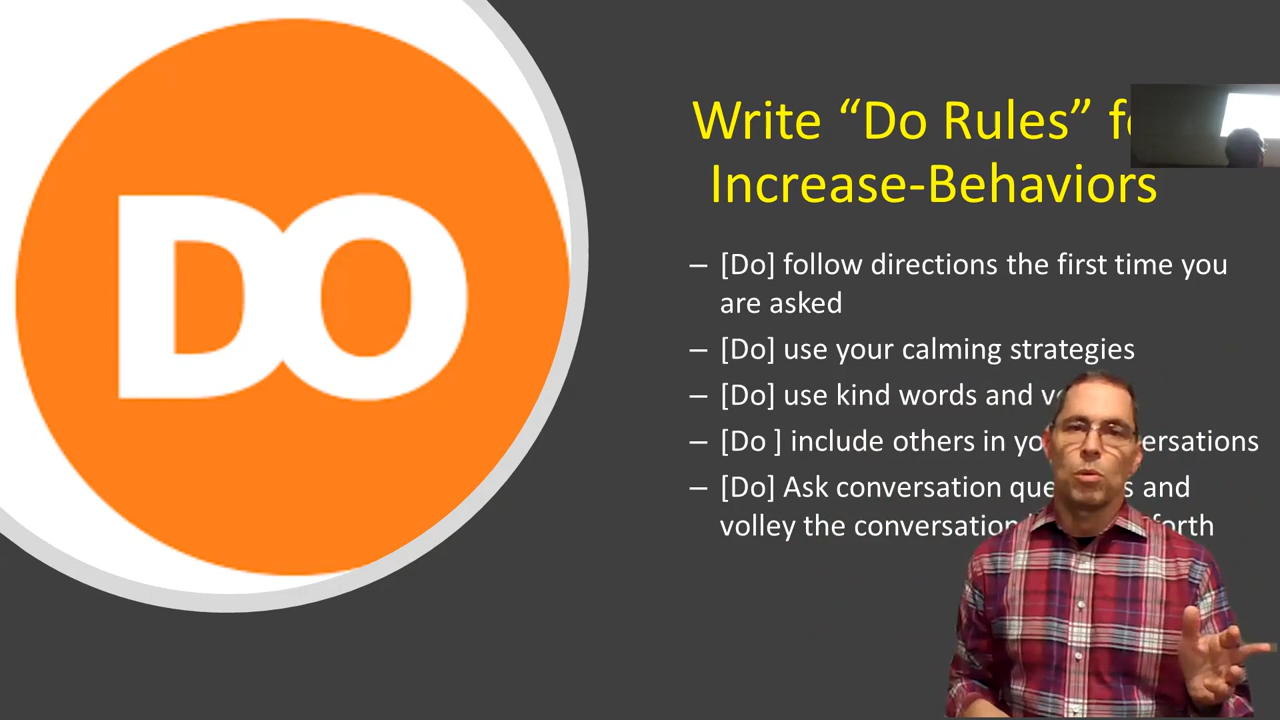 DO
Write “Do Rules”
Increase-Behaviors
– [Do] follow directions the first time you
are asked
– [Do] use your calming strategies
– [Do] use kind words and
– [Do ] include others in
– [Do] Ask conversation and
volley the conversation forth